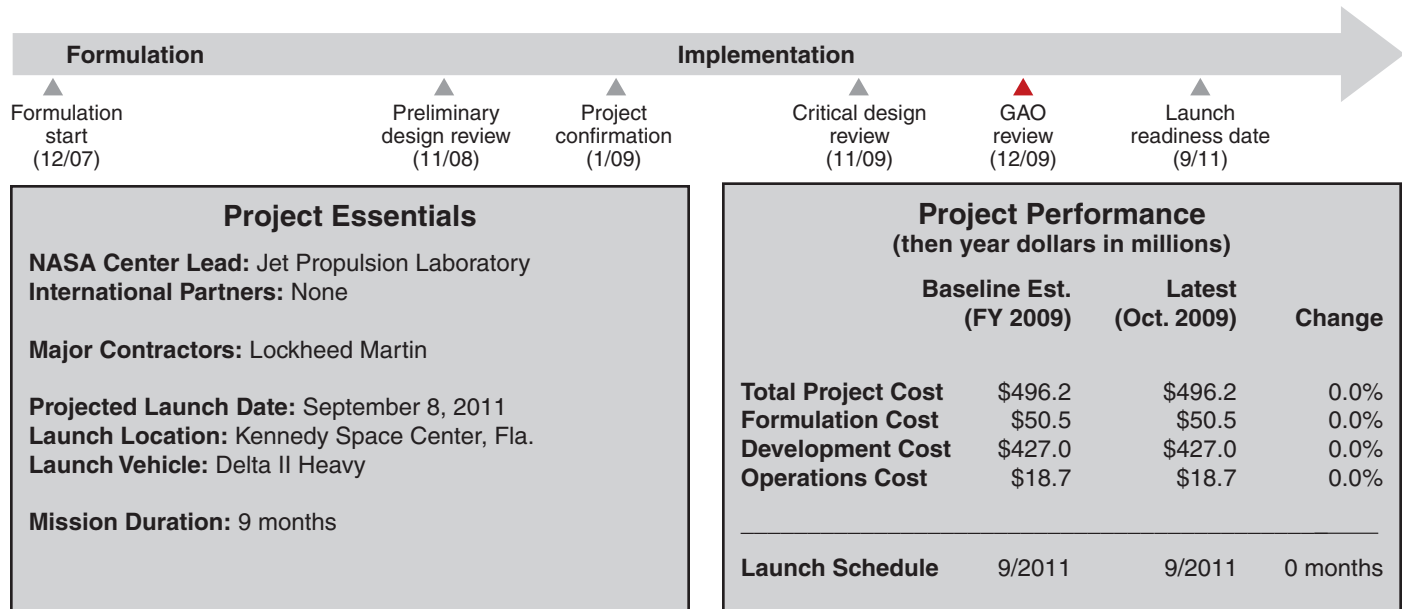 Formulation Implementation
Formulation start (12/07)
Preliminary design review (11/08)
Project confirmation (1/09)
Critical design review (11/09)
GAO review (12/09)
Launch readiness date (9/11)
Project Essentials
NASA Center Lead: Jet Propulsion Laboratory
International Partners: None
Major Contractors: Lockheed Martin
Projected Launch Date: September 8, 2011
Launch Location: Kennedy Space Center, Fla.
Launch Vehicle: Delta II Heavy
Mission Duration: 9 months
Project Performance
(then year dollars in millions)
Baseline Est. Latest
(FY 2009) (Oct. 2009) Change
Total Project Cost $496.2 $496.2 0.0%
Formulation Cost $50.5 $50.5 0.0%
Development Cost $427.0 $427.0 0.0%
Operations Cost $18.7 $18.7 0.0%
Launch Schedule 9/2011 9/2011 0 months